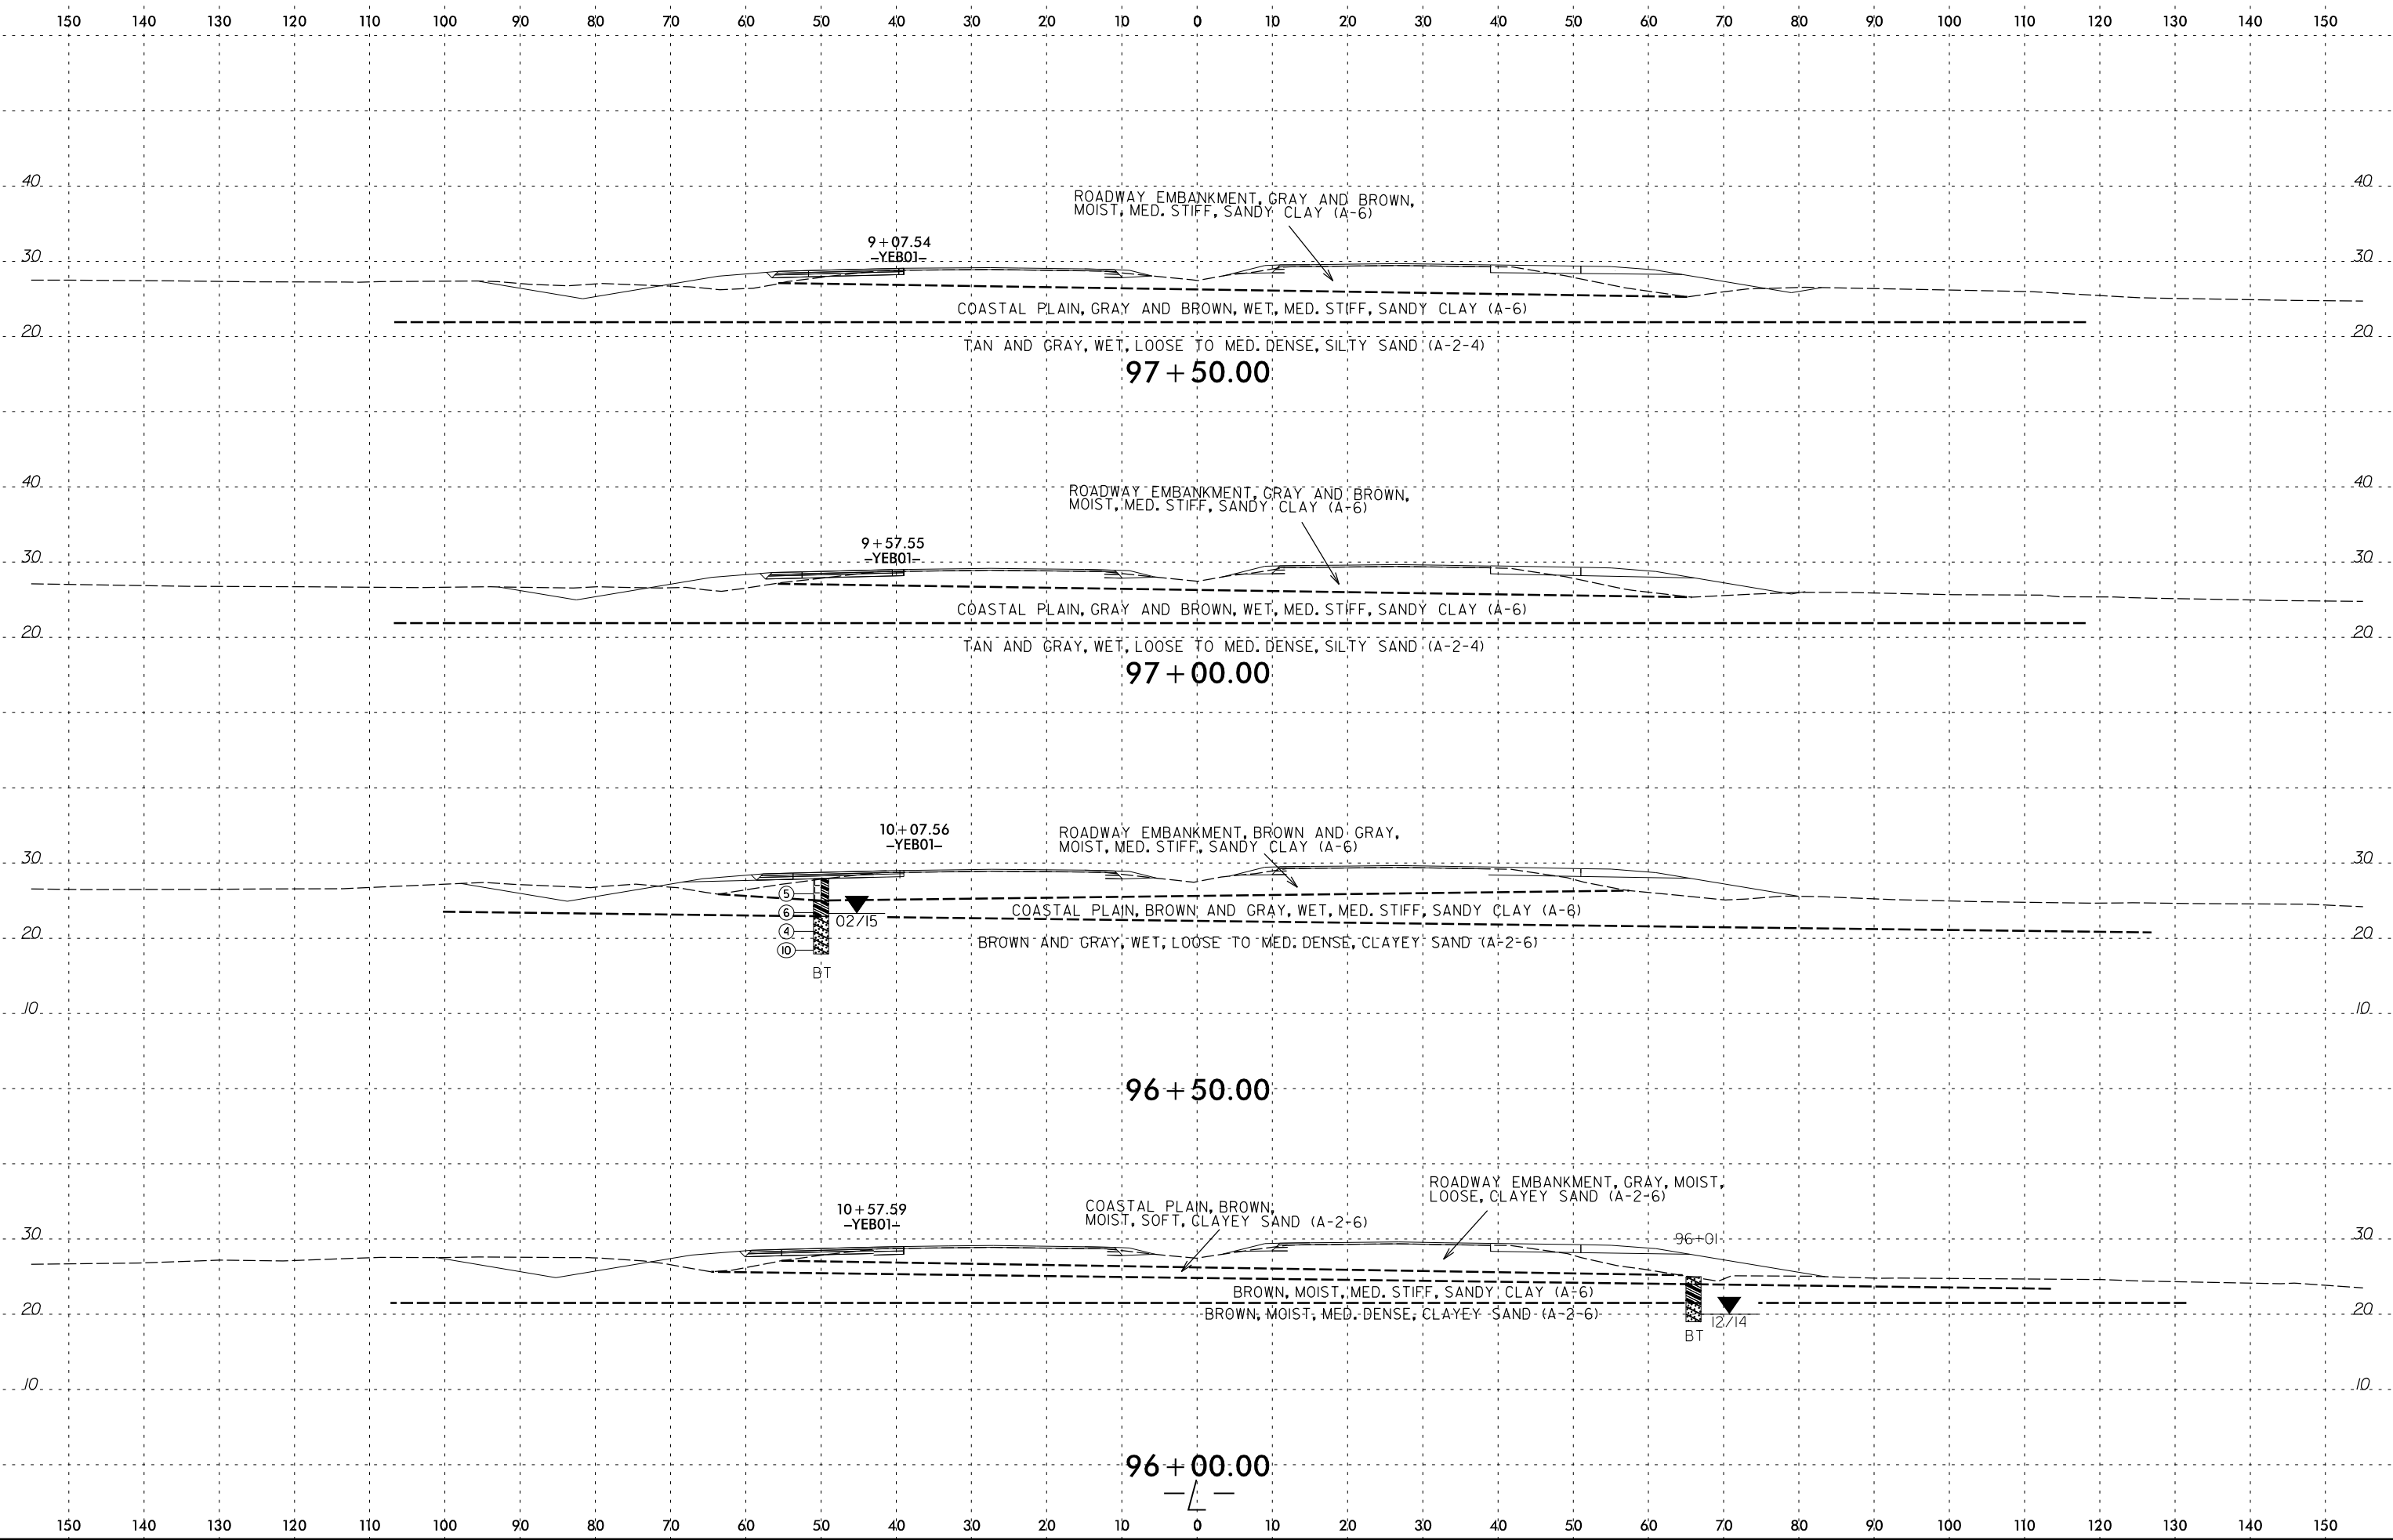 150 140 130 120 110 100 90 80 70 60 50 40 30 20 10 0 10 20 30 40 50 60 70 80 90 100 110 120 130 140 150
40 40
ROADWAY EMBANKMENT, GRAY AND BROWN,
MOIST, MED. STIFF, SANDY CLAY (A-6)
9+07.54
-YEB01-
30 30
COASTAL PLAIN, GRAY AND BROWN, WET, MED. STIFF, SANDY CLAY (A-6)
20 20
TAN AND GRAY, WET, LOOSE TO MED. DENSE, SILTY SAND (A-2-4)
97+50.00
40 40
ROADWAY EMBANKMENT, GRAY AND BROWN,
MOIST, MED. STIFF, SANDY CLAY (A-6)
9+57.55
-YEB01-
30 30
COASTAL PLAIN, GRAY AND BROWN, WET, MED. STIFF, SANDY CLAY (A-6)
20 20
TAN AND GRAY, WET, LOOSE TO MED. DENSE, SILTY SAND (A-2-4)
97+00.00
10+07.56
-YEB01-
ROADWAY EMBANKMENT, BROWN AND GRAY,
MOIST, MED. STIFF, SANDY CLAY (A-6)
30 30
5
6
02/15
COASTAL PLAIN, BROWN AND GRAY, WET, MED. STIFF, SANDY CLAY (A-6)
4
20 20
BROWN AND GRAY, WET, LOOSE TO MED. DENSE, CLAYEY SAND (A-2-6)
10
BT
10 10
96+50.00
ROADWAY EMBANKMENT, GRAY, MOIST,
LOOSE, CLAYEY SAND (A-2-6)
10+57.59
-YEB01-
COASTAL PLAIN, BROWN,
MOIST, SOFT, CLAYEY SAND (A-2-6)
30 30
96+01
BROWN, MOIST, MED. STIFF, SANDY CLAY (A-6)
20 20
BROWN, MOIST, MED. DENSE, CLAYEY SAND (A-2-6)
12/14
BT
10 10
96+00.00
-L-
150 140 130 120 110 100 90 80 70 60 50 40 30 20 10 0 10 20 30 40 50 60 70 80 90 100 110 120 130 140 150